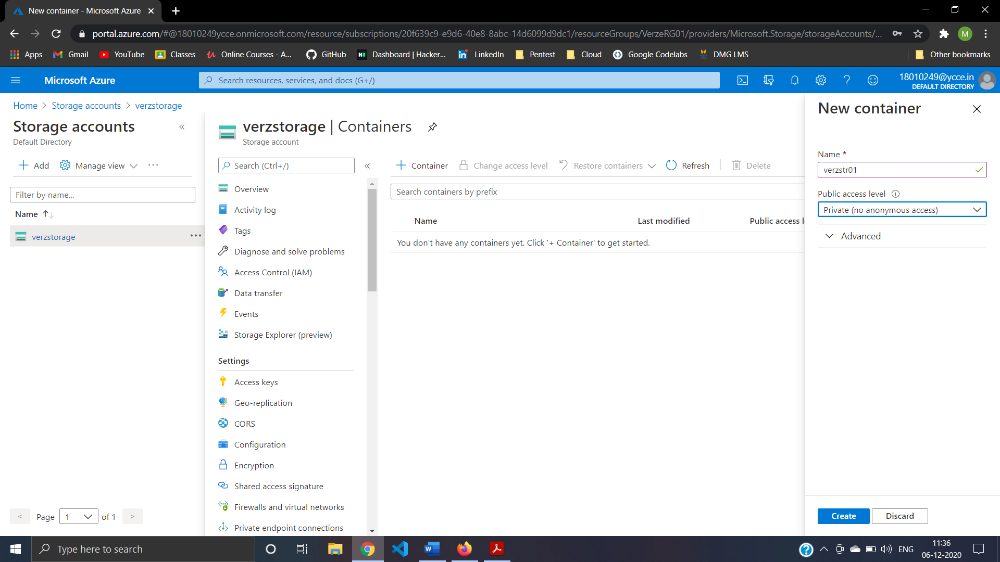 New container - Microsoft Azure
portal.azure.com/#@18010249ycce.onmicrosoft.com/resource/subscriptions/20f639c9-e9d6-40e8-8abc-14d6099d9dc1/resourceGroups/VerzeRG01/providers/Microsoft.Storage/storageAccounts/...
Apps Gmail YouTube Classes Online Courses - A... GitHub Dashboard | Hacker... LinkedIn Pentest Cloud Google Codelabs DMG LMS Other bookmarks
Microsoft Azure
Search resources, services, and docs (G+/)
18010249@ycce.in
DEFAULT DIRECTORY
Home > Storage accounts > verzstorage
Storage accounts
Default Directory
Add Manage view ...
Filter by name...
Name
verzstorage
< Page 1 of 1 >
verzstorage | Containers
Storage account
Search (Ctrl+/)
Overview
Activity log
Tags
Diagnose and solve problems
Access Control (IAM)
Data transfer
Events
Storage Explorer (preview)
Settings
Access keys
Geo-replication
CORS
Configuration
Encryption
Shared access signature
Firewalls and virtual networks
Private endpoint connections
Container Change access level Restore containers Refresh Delete
Search containers by prefix
Name Last modified Public access l
You don't have any containers yet. Click '+ Container' to get started.
New container
Name *
verzstr01
Public access level
Private (no anonymous access)
Advanced
Create Discard
Type here to search
ENG
11:36
06-12-2020
M